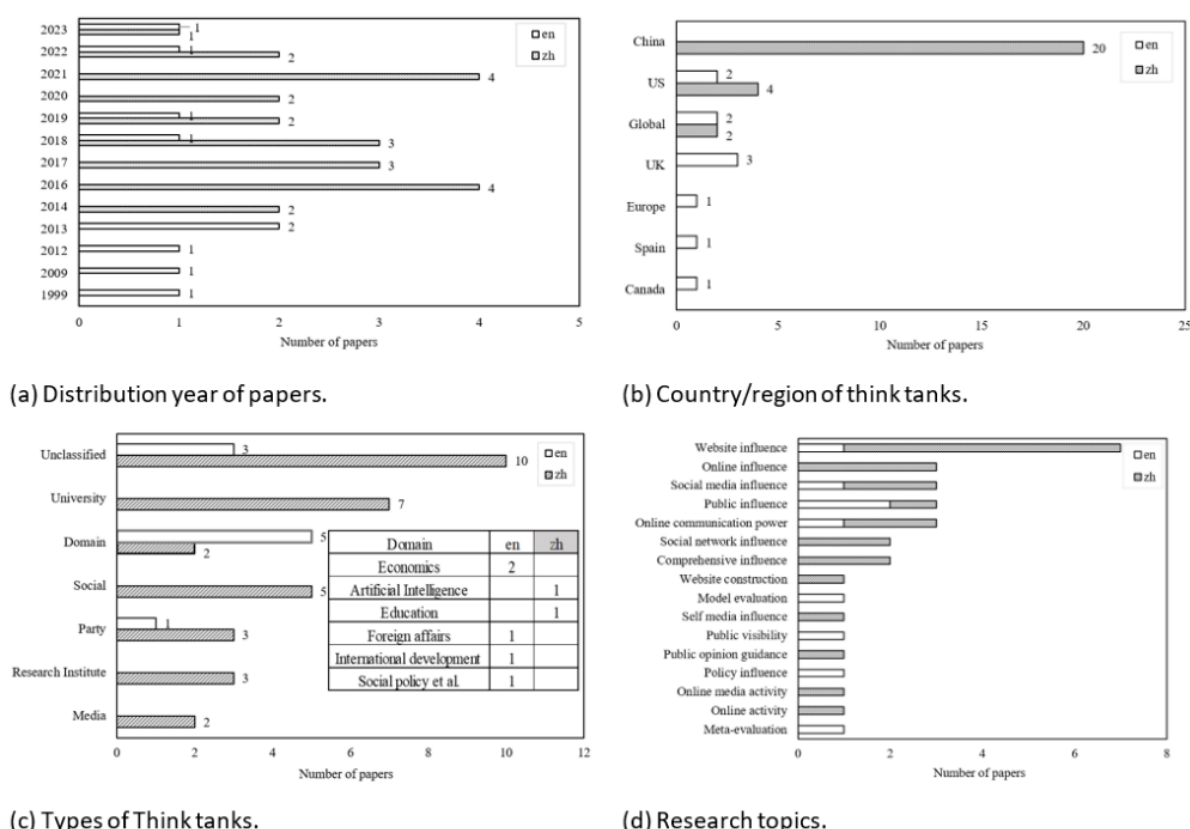 2023
1
1
en
zh
2022
1
2
2021
4
2020
2
2019
1
2
2018
1
3
2017
3
2016
4
2014
2
2013
2
2012
1
2009
1
1999
1
0 1 2 3 4 5
Number of papers
(a) Distribution year of papers.
China
20
en
zh
US
2
4
Global
2
2
UK
3
Europe
1
Spain
1
Canada
1
0 5 10 15 20 25
Number of papers
(b) Country/region of think tanks.
Unclassified
3
10
en
zh
University
7
Domain
5
2
Social
5
Party
1
3
Research Institute
3
Media
2
Domain en zh
Economics 2
Artificial Intelligence 1
Education 1
Foreign affairs 1
International development 1
Social policy et al. 1
0 2 4 6 8 10 12
Number of papers
(c) Types of Think tanks.
Website influence
en
zh
Online influence
Social media influence
Public influence
Online communication power
Social network influence
Comprehensive influence
Website construction
Model evaluation
Self media influence
Public visibility
Public opinion guidance
Policy influence
Online media activity
Online activity
Meta-evaluation
0 2 4 6 8
Number of papers
(d) Research topics.